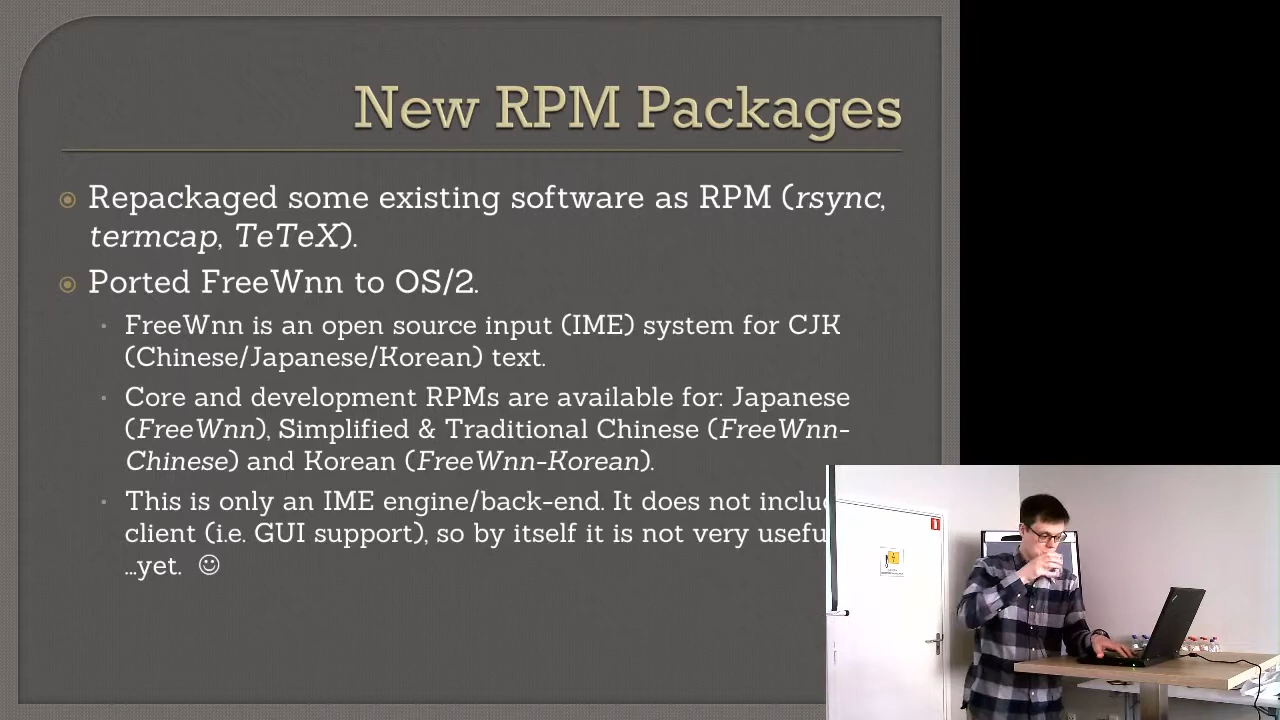 New RPM Packages
Repackaged some existing software as RPM (rsync,
termcap, TeTeX).
Ported FreeWnn to OS/2.
FreeWnn is an open source input (IME) system for CJK
(Chinese/Japanese/Korean) text.
Core and development RPMs are available for: Japanese
(FreeWnn), Simplified & Traditional Chinese (FreeWnn-
Chinese) and Korean (FreeWnn-Korean).
This is only an IME engine/back-end. It does not
client (i.e. GUI support), so by itself it is not very
...yet. ☺